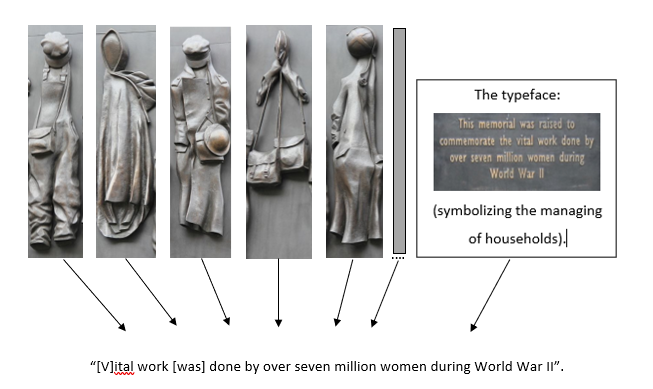 The typeface:
This memorial was raised to
commemorate the vital work done by
over seven million women during
World War II
(symbolizing the managing
of households).
....
“[V]ital work [was] done by over seven million women during World War II”.